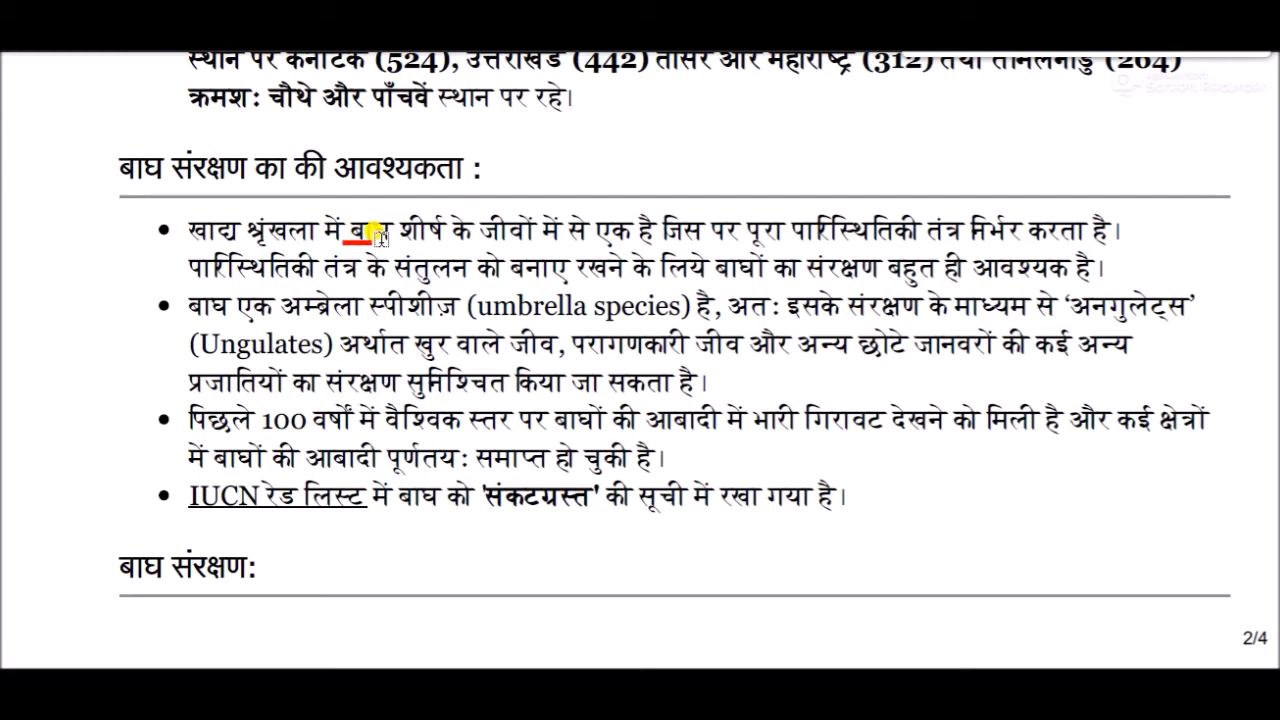 स्थान पर कर्नाटक (524), उत्तराखंड (442) तीसरे और महाराष्ट्र (312) तथा तमिलनाडु (264)
क्रमशः चौथे और पाँचवें स्थान पर रहे।
बाघ संरक्षण का की आवश्यकता :
खाद्य श्रृंखला में बाघ शीर्ष के जीवों में से एक है जिस पर पूरा पारिस्थितिकी तंत्र निर्भर करता है।
पारिस्थितिकी तंत्र के संतुलन को बनाए रखने के लिये बाघों का संरक्षण बहुत ही आवश्यक है।
बाघ एक अम्ब्रेला स्पीशीज़ (umbrella species) है, अतः इसके संरक्षण के माध्यम से ‘अनगुलेट्स’
(Ungulates) अर्थात खुर वाले जीव, परागणकारी जीव और अन्य छोटे जानवरों की कई अन्य
प्रजातियों का संरक्षण सुनिश्चित किया जा सकता है।
पिछले 100 वर्षों में वैश्विक स्तर पर बाघों की आबादी में भारी गिरावट देखने को मिली है और कई क्षेत्रों
में बाघों की आबादी पूर्णतयः समाप्त हो चुकी है।
IUCN रेड लिस्ट में बाघ को 'संकटग्रस्त' की सूची में रखा गया है।
बाघ संरक्षण:
2/4